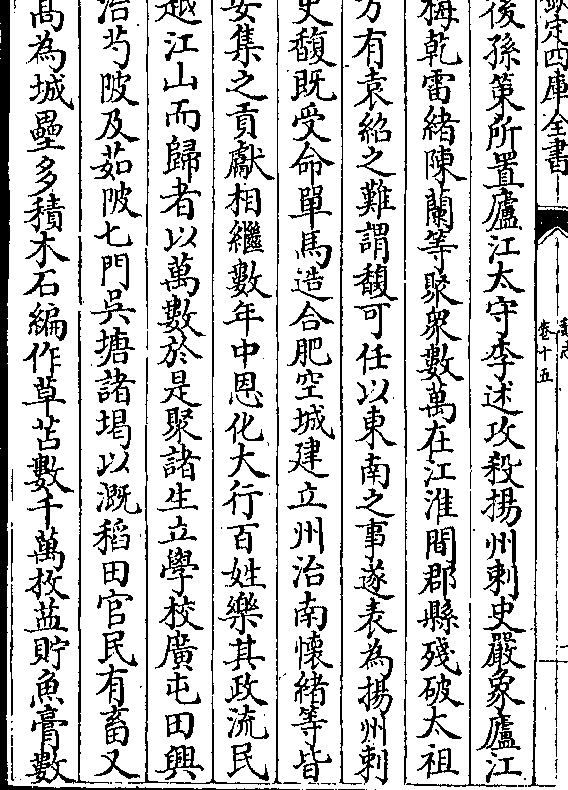 欽定四庫全書
魏志
卷十五
後孫策所置廬江太守李述攻殺揚州刺史嚴象廬江
梅乾雷緒陳蘭等聚衆數萬在江淮間郡縣殘破太祖
方有袁紹之難謂馥可任以東南之事遂表為揚州刺
史馥既受命單馬造合肥空城建立州治南懷緒等皆
安集之貢獻相繼數年中恩化大行百姓樂其政流民
越江山而歸者以萬數於是聚諸生立學校廣屯田興
治芍陂及茹陂七門吳塘諸堨以溉稻田官民有畜又
高為城壘多積木石編作草苫數千萬枚益貯魚膏數